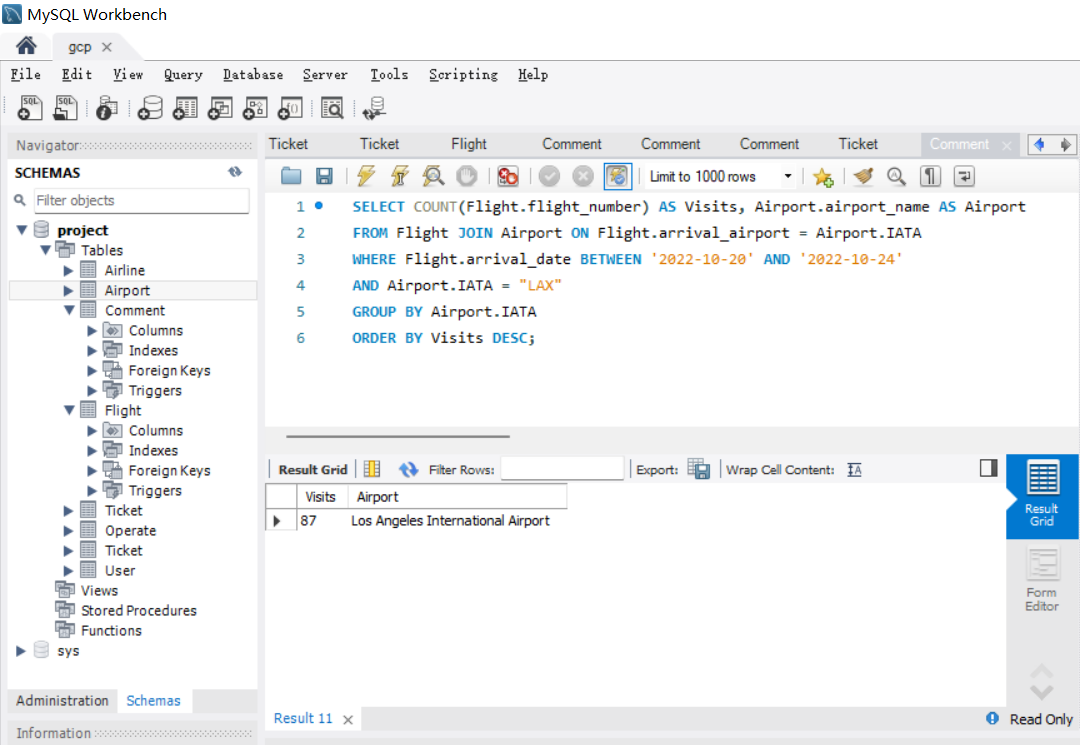 MySQL Workbench
gcp
File Edit View Query Database Server Tools Scripting Help
SQL SQL
Navigator
SCHEMAS
Filter objects
project
Tables
Airline
Airport
Comment
Columns
Indexes
Foreign Keys
Triggers
Flight
Columns
Indexes
Foreign Keys
Triggers
Ticket
Operate
Ticket
User
Views
Stored Procedures
Functions
sys
Administration Schemas
Information
Ticket Ticket Flight Comment Comment Comment Ticket Comment
Limit to 1000 rows
1 SELECT COUNT(Flight.flight_number) AS Visits, Airport.airport_name AS Airport
2 FROM Flight JOIN Airport ON Flight.arrival_airport = Airport.IATA
3 WHERE Flight.arrival_date BETWEEN '2022-10-20' AND '2022-10-24'
4 AND Airport.IATA = "LAX"
5 GROUP BY Airport.IATA
6 ORDER BY Visits DESC;
Result Grid Filter Rows: Export: Wrap Cell Content:
Visits Airport
87 Los Angeles International Airport
Result
Grid
Form
Editor
Result 11
Read Only